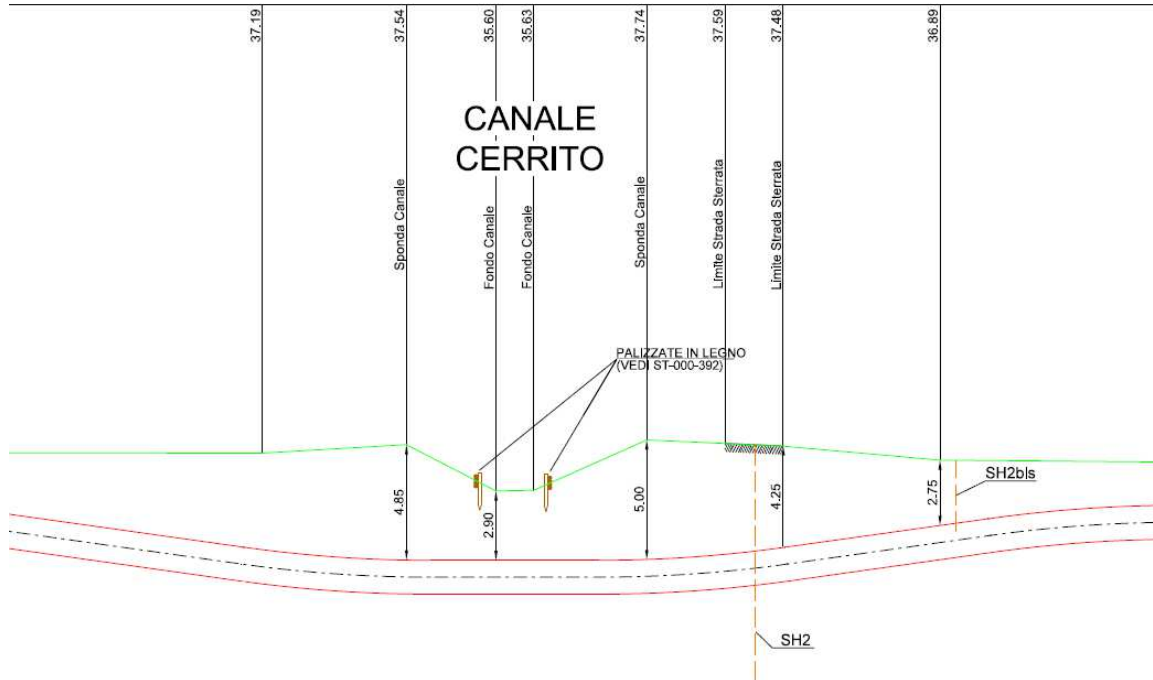 37.19
37.54
35.60
35.63
37.74
37.59
37.48
36.89
CANALE
CERRITO
Sponda Canale
Fondo Canale
Fondo Canale
Sponda Canale
Limite Strada Sterrata
Limite Strada Sterrata
PALIZZATE IN LEGNO
(VEDI ST-000-392)
4.85
2.90
5.00
4.25
2.75
SH2bis
SH2